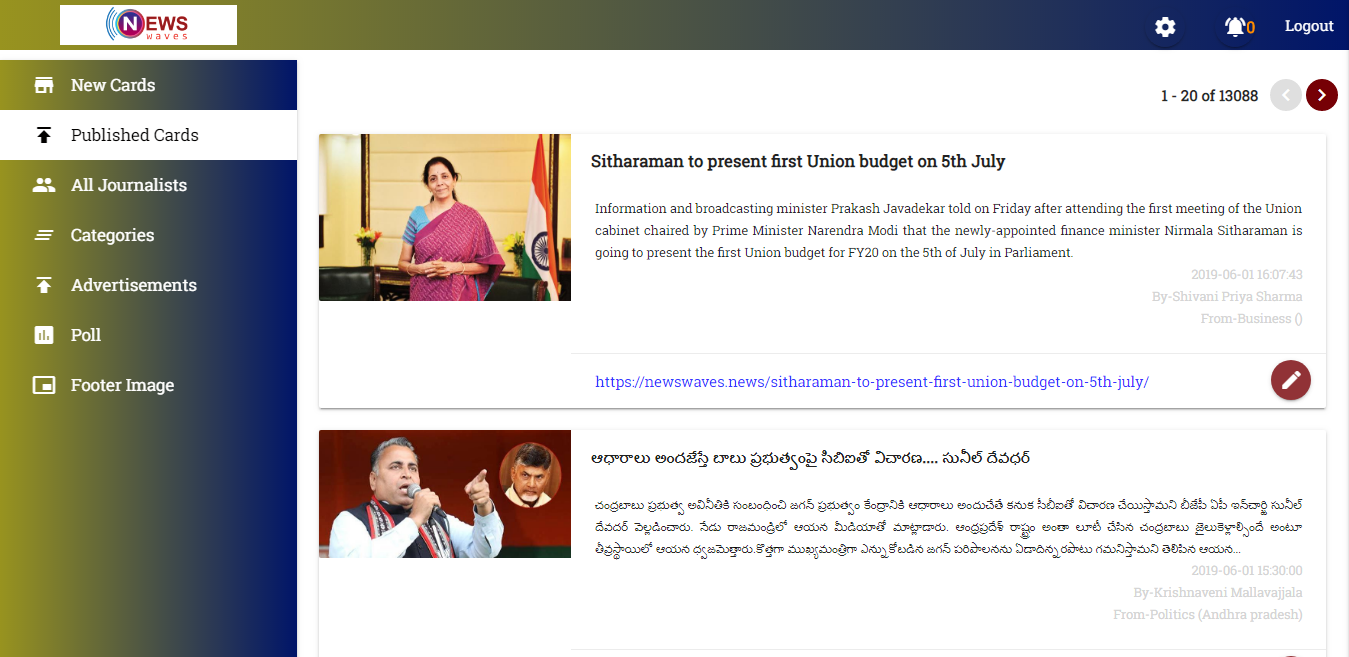 NEWS
waves
0
Logout
New Cards
Published Cards
All Journalists
Categories
Advertisements
Poll
Footer Image
1 - 20 of 13088
Sitharaman to present first Union budget on 5th July
Information and broadcasting minister Prakash Javadekar told on Friday after attending the first meeting of the Union
cabinet chaired by Prime Minister Narendra Modi that the newly-appointed finance minister Nirmala Sitharaman is
going to present the first Union budget for FY20 on the 5th of July in Parliament.
2019-06-01 16:07:43
By-Shivani Priya Sharma
From-Business ()
https://newswaves.news/sitharaman-to-present-first-union-budget-on-5th-july/
ఆధారాలు అందజేస్తే బాబు ప్రభుత్వంపై సిబిఐతో విచారణ.... సునీల్ దేవధర్
చంద్రబాబు ప్రభుత్వ అవినీతికి సంబంధించి జగన్ ప్రభుత్వం కేంద్రానికి ఆధారాలు అందుచేతే కనుక సీబీఐతో విచారణ చేయిస్తామని బీజేపీ ఏపీ ఇన్‌చార్జి సునీల్
దేవదర్ వెల్లడించారు. నేడు రాజమండ్రిలో ఆయన మీడియాతో మాట్లాడారు. ఆంధ్రప్రదేశ్ రాష్ట్రం అంతా లూటీ చేసిన చంద్రబాబు జైలుకెళ్లాల్సిందే అంటూ
తీవ్రస్థాయిలో ఆయన ధ్వజమెత్తారు.కొత్తగా ముఖ్యమంత్రిగా ఎన్నుకోబడిన జగన్ పరిపాలనను ఏడాదిన్నరపాటు గమనిస్తామని తెలిపిన ఆయన...
2019-06-01 15:30:00
By-Krishnaveni Mallavajjala
From-Politics (Andhra pradesh)